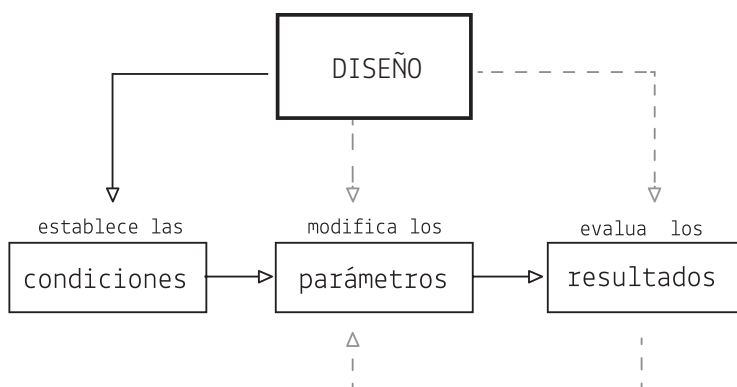 DISEÑO
establece las
modifica los
evalua los
condiciones
parámetros
resultados